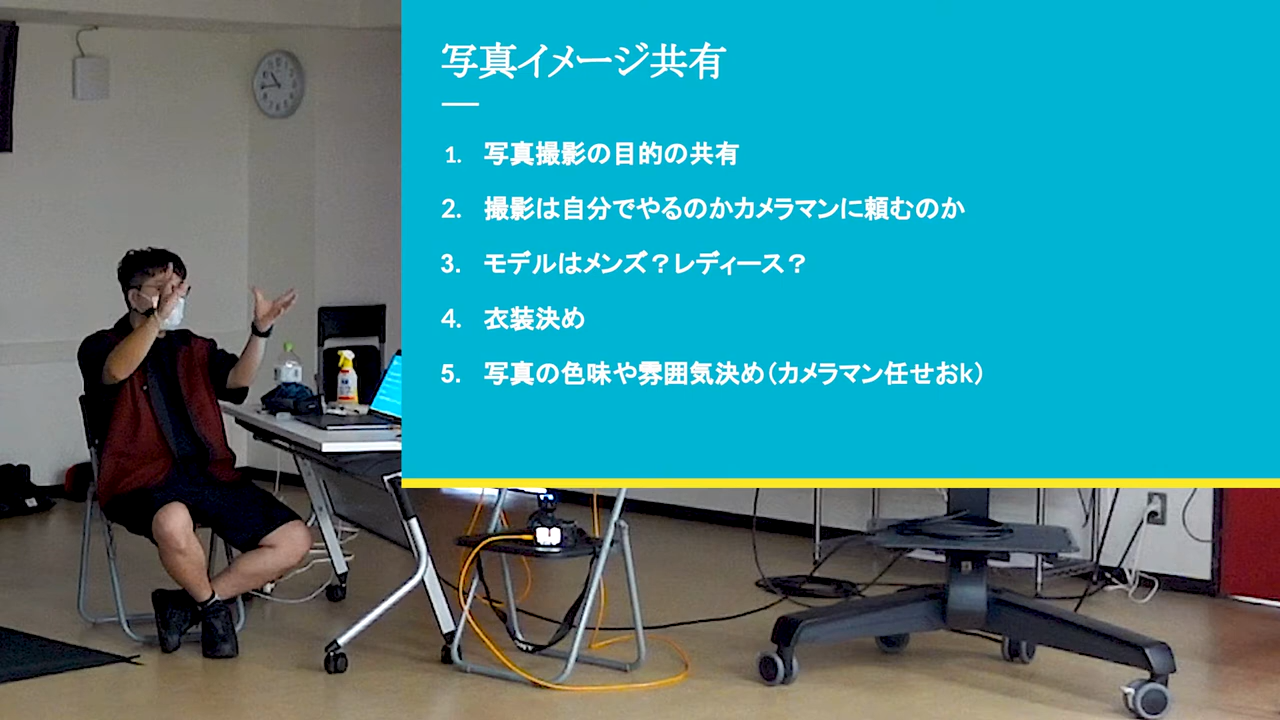 写真イメージ共有
1. 写真撮影の目的の共有
2. 撮影は自分でやるのかカメラマンに頼むのか
3. モデルはメンズ？レディース？
4. 衣装決め
5. 写真の色味や雰囲気決め（カメラマン任せおk）